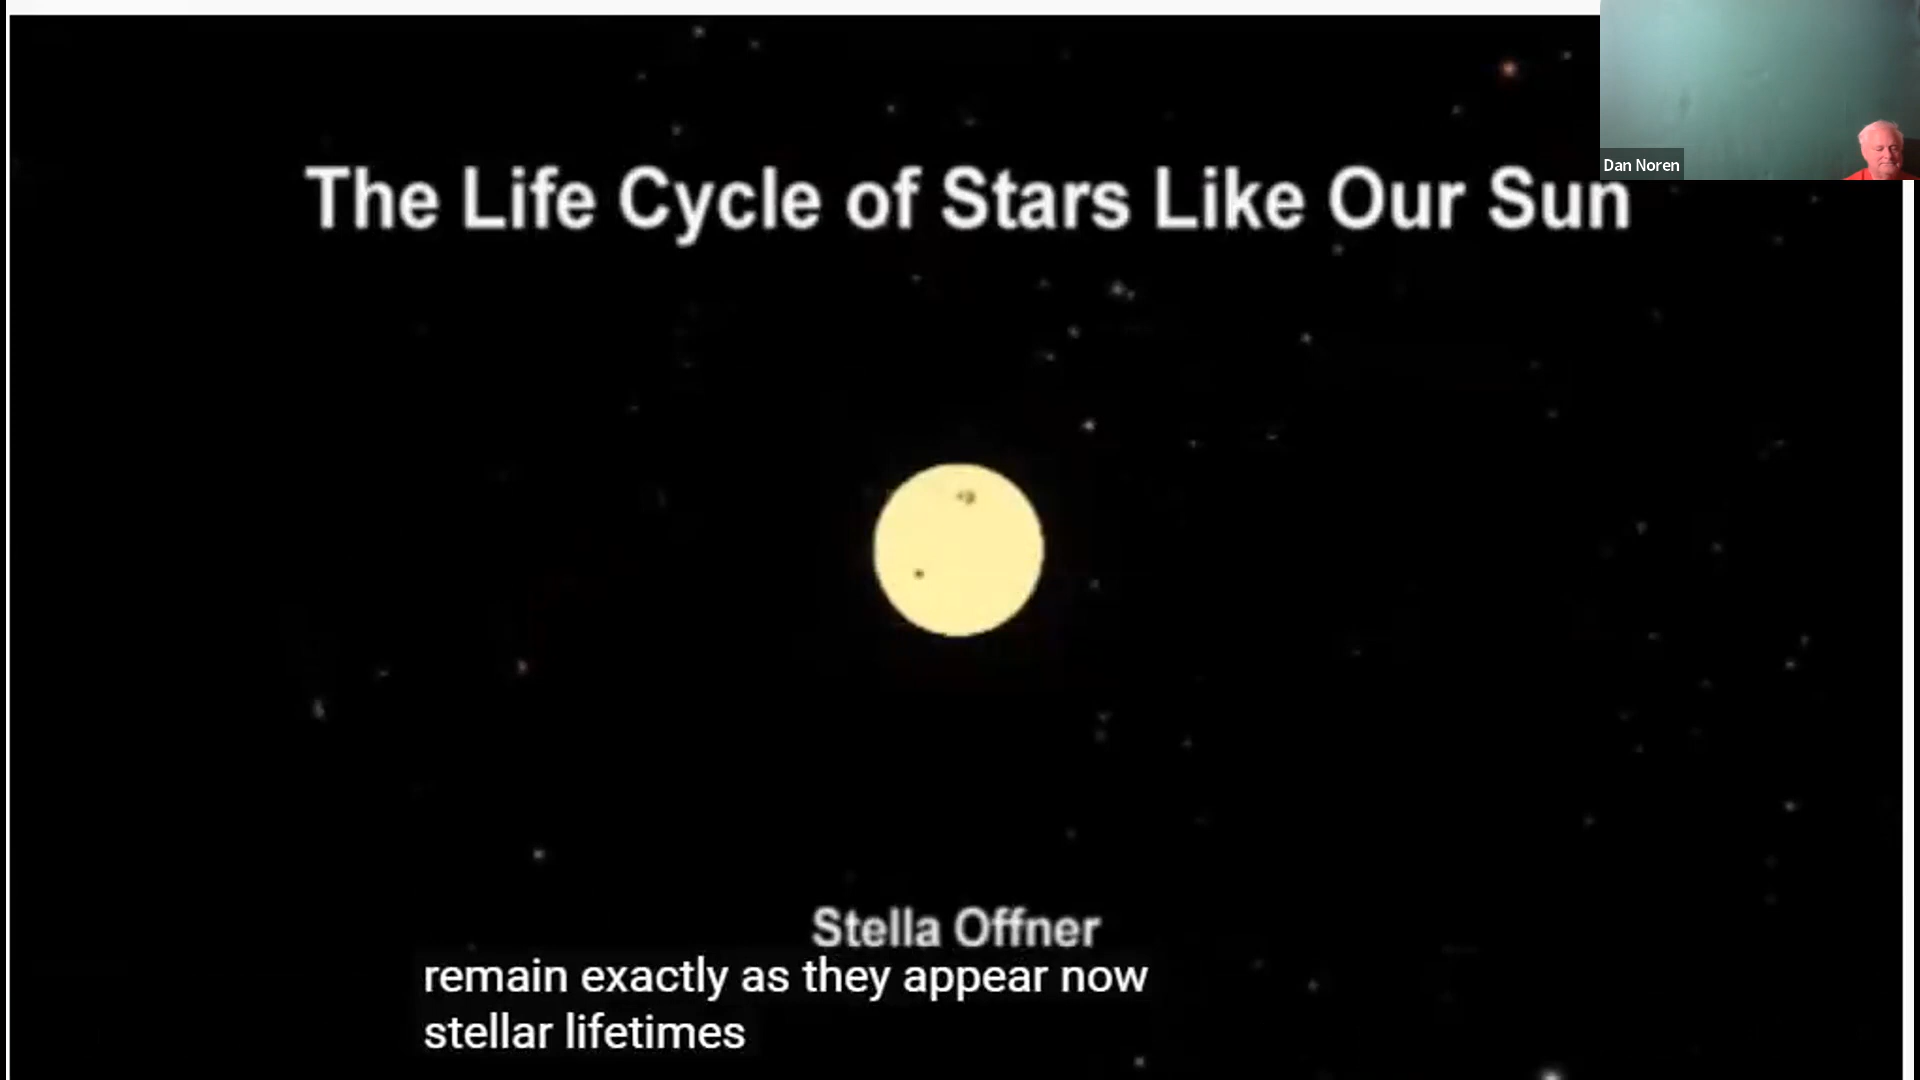 The Life Cycle of Stars Like Our Sun
Dan Noren
Stella Offner
remain exactly as they appear now
stellar lifetimes